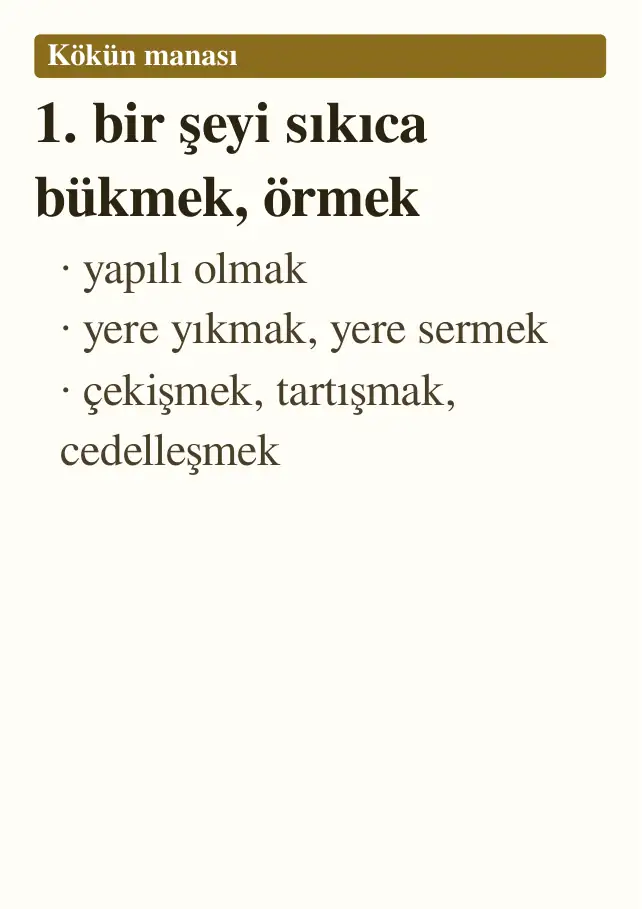 Kökün manası
1. bir şeyi sıkıca
bükmek, örmek
· yapılı olmak
· yere yıkmak, yere sermek
· çekişmek, tartışmak,
cedelleşmek